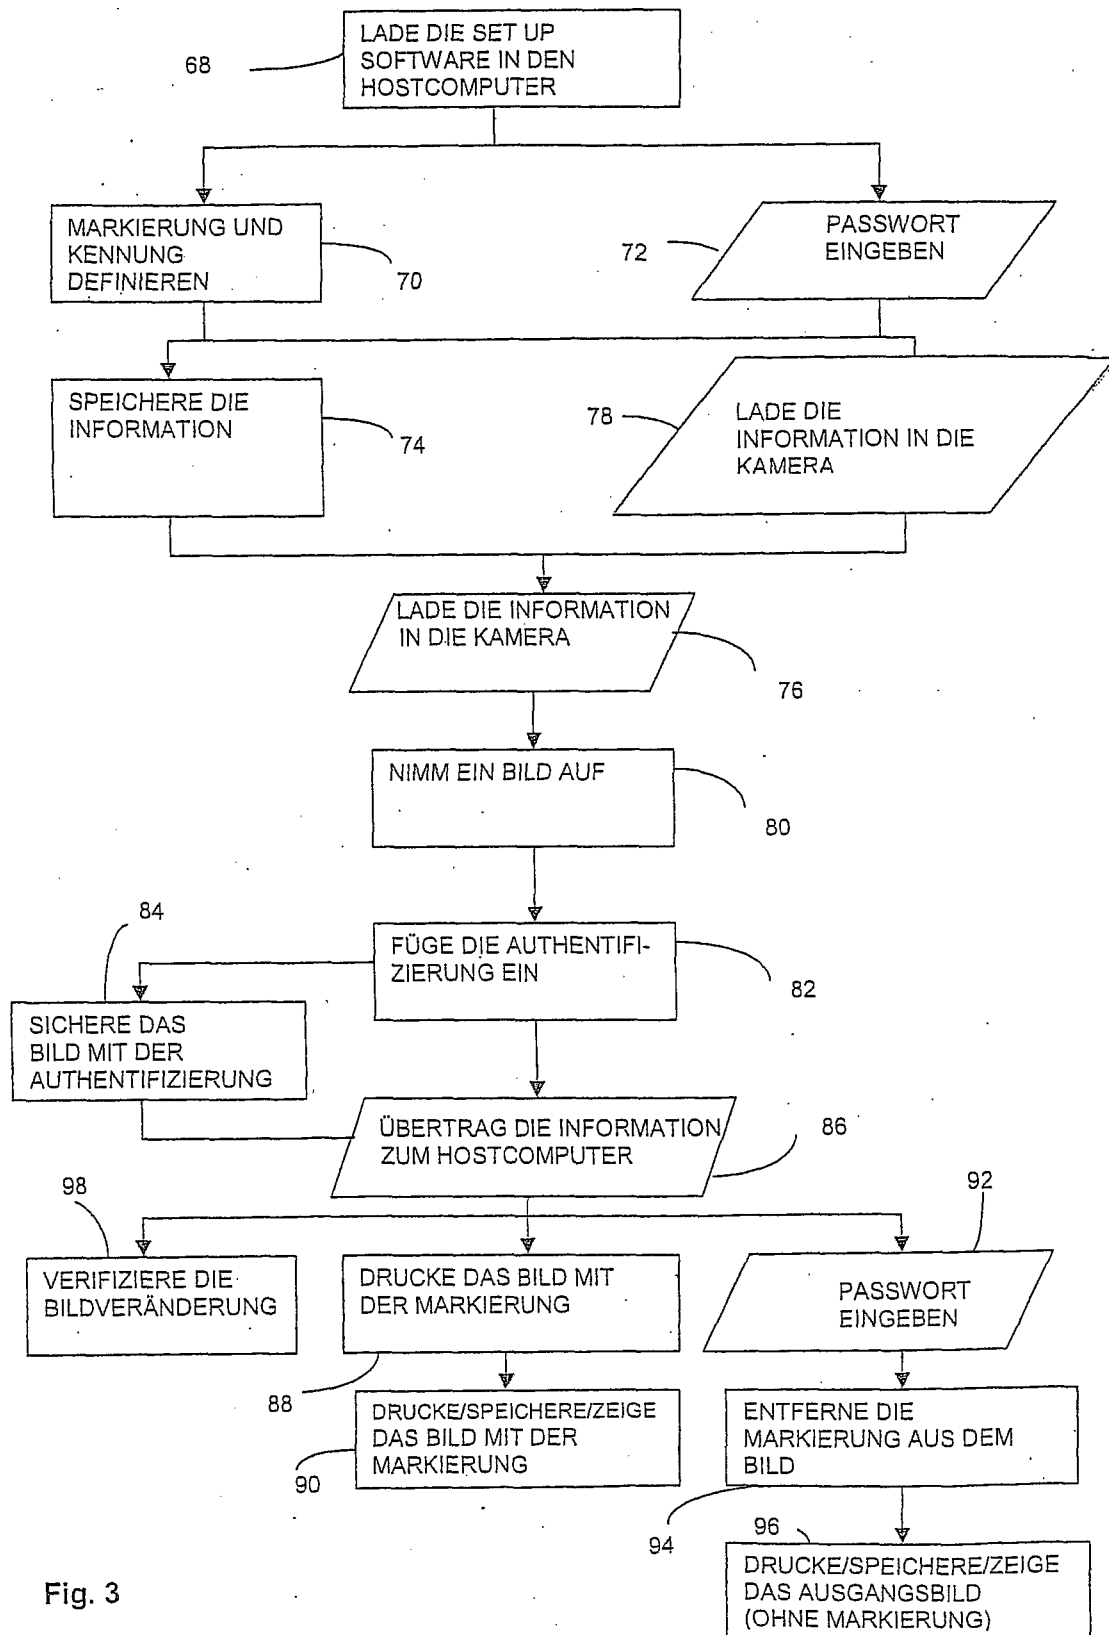 LADE DIE SET UP
SOFTWARE IN DEN
HOSTCOMPUTER
68
MARKIERUNG UND
KENNUNG
DEFINIEREN
70
72
PASSWORT
EINGEBEN
SPEICHERE DIE
INFORMATION
74
78
LADE DIE
INFORMATION IN DIE
KAMERA
LADE DIE INFORMATION
IN DIE KAMERA
76
NIMM EIN BILD AUF
80
84
FÜGE DIE AUTHENTIFI-
ZIERUNG EIN
82
SICHERE DAS
BILD MIT DER
AUTHENTIFIZIERUNG
ÜBERTRAG DIE INFORMATION
ZUM HOSTCOMPUTER
86
98
92
VERIFIZIERE DIE
BILDVERÄNDERUNG
DRUCKE DAS BILD MIT
DER MARKIERUNG
PASSWORT
EINGEBEN
88
DRUCKE/SPEICHERE/ZEIGE
DAS BILD MIT DER
MARKIERUNG
90
ENTFERNE DIE
MARKIERUNG AUS DEM
BILD
94
96
DRUCKE/SPEICHERE/ZEIGE
DAS AUSGANGSBILD
(OHNE MARKIERUNG)
Fig. 3